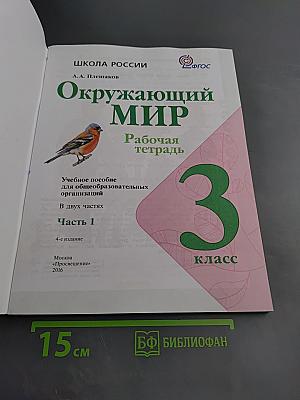 ШКОЛА РОССИИ
ФГОС
А.А. Плешаков
Окружающий
МИР
Рабочая
тетрадь
3
класс
Учебное пособие
для общеобразовательных
организаций
В двух частях
Часть 1
4-е издание
Москва
«Просвещение»
2016
15 см
БФ БИБЛИОФАН